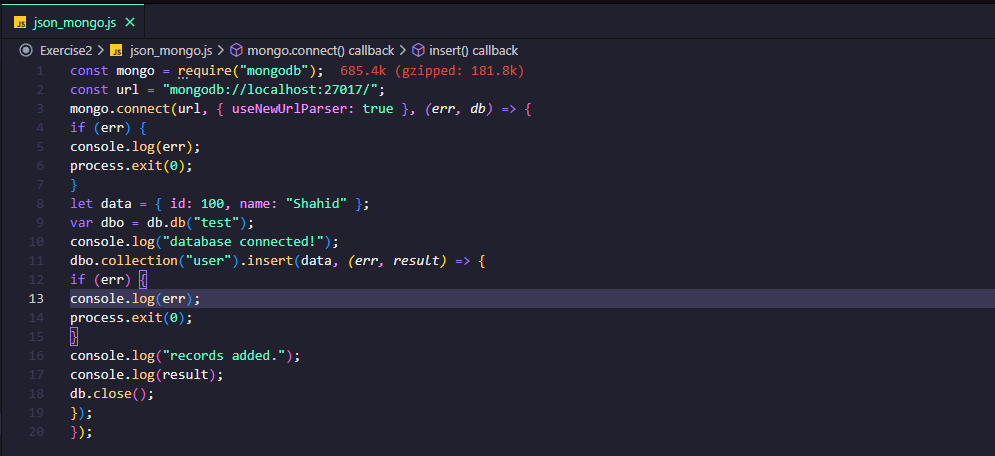 JS json_mongo.js ×
Exercise2 > JS json_mongo.js > mongo.connect() callback > insert() callback
1 const mongo = require("mongodb"); 685.4k (gzipped: 181.8k)
2 const url = "mongodb://localhost:27017/";
3 mongo.connect(url, { useNewUrlParser: true }, (err, db) => {
4 if (err) {
5 console.log(err);
6 process.exit(0);
7 }
8 let data = { id: 100, name: "Shahid" };
9 var dbo = db.db("test");
10 console.log("database connected!");
11 dbo.collection("user").insert(data, (err, result) => {
12 if (err) {
13 console.log(err);
14 process.exit(0);
15 }
16 console.log("records added.");
17 console.log(result);
18 db.close();
19 });
20 });